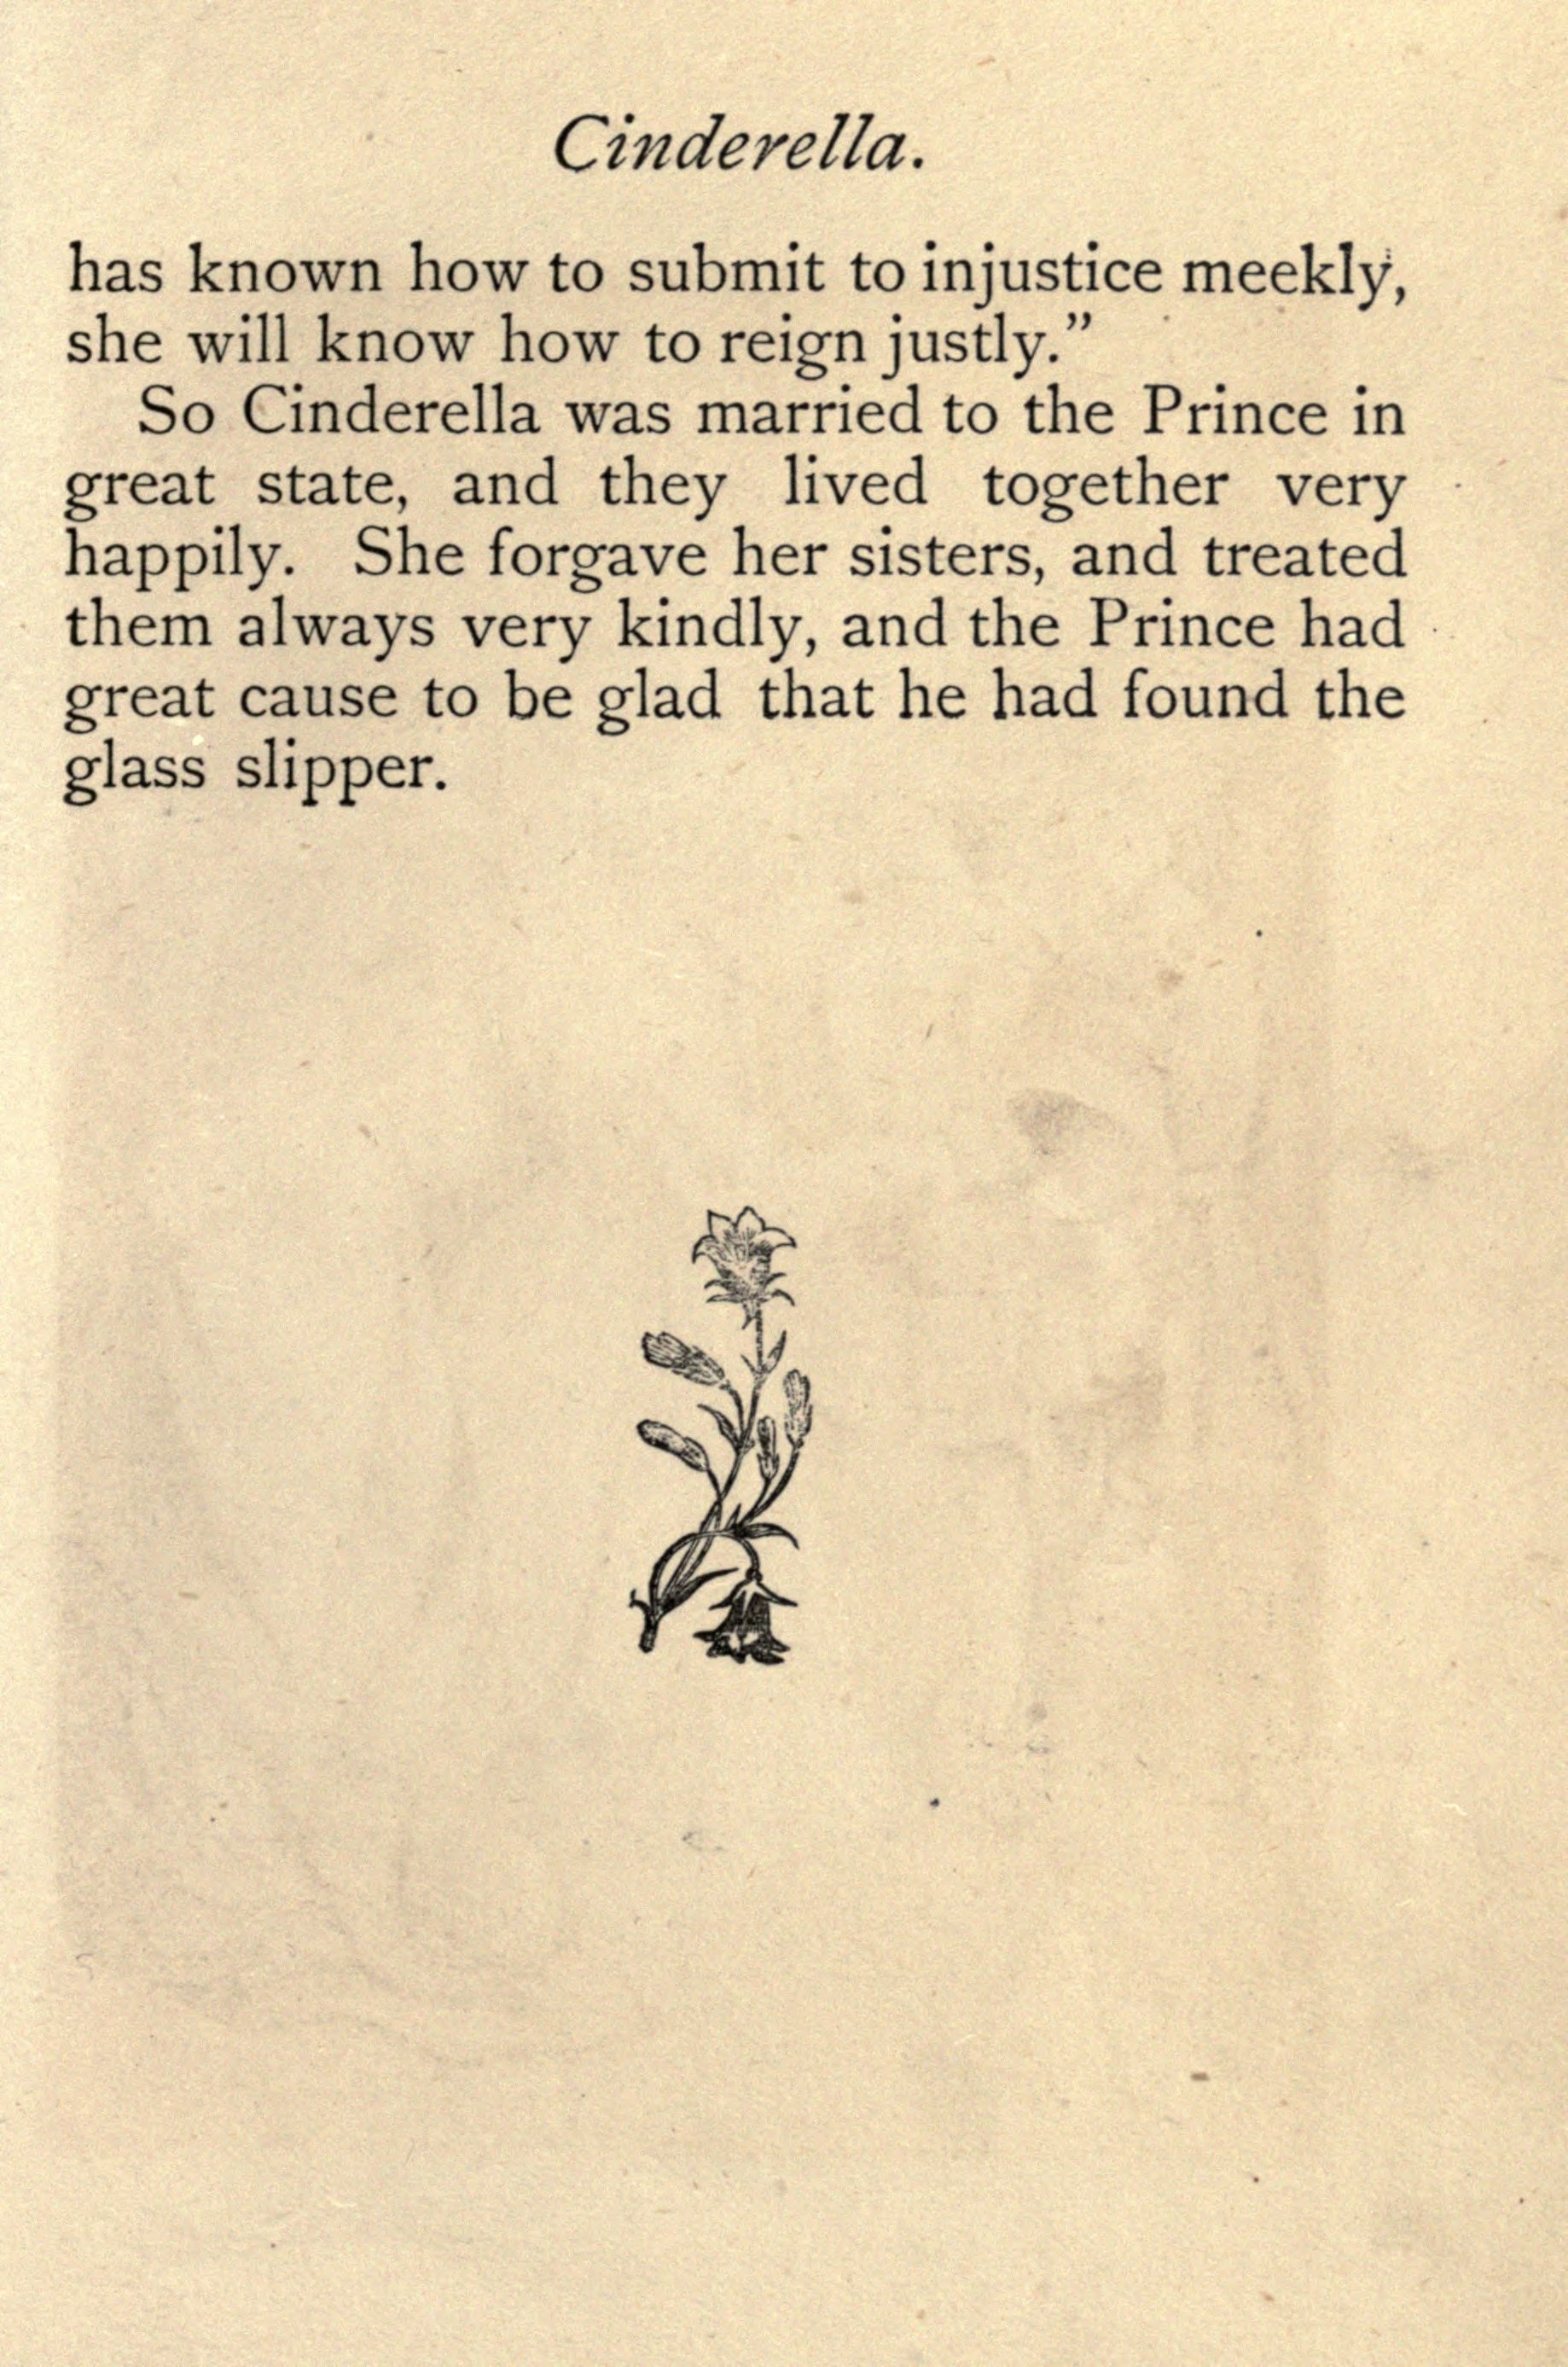 Cinderella.
has known how to submit to injustice meekly,
she will know how to reign justly.”
So Cinderella was married to the Prince in
great state, and they lived together very
happily. She forgave her sisters, and treated
them always very kindly, and the Prince had
great cause to be glad that he had found the
glass slipper.